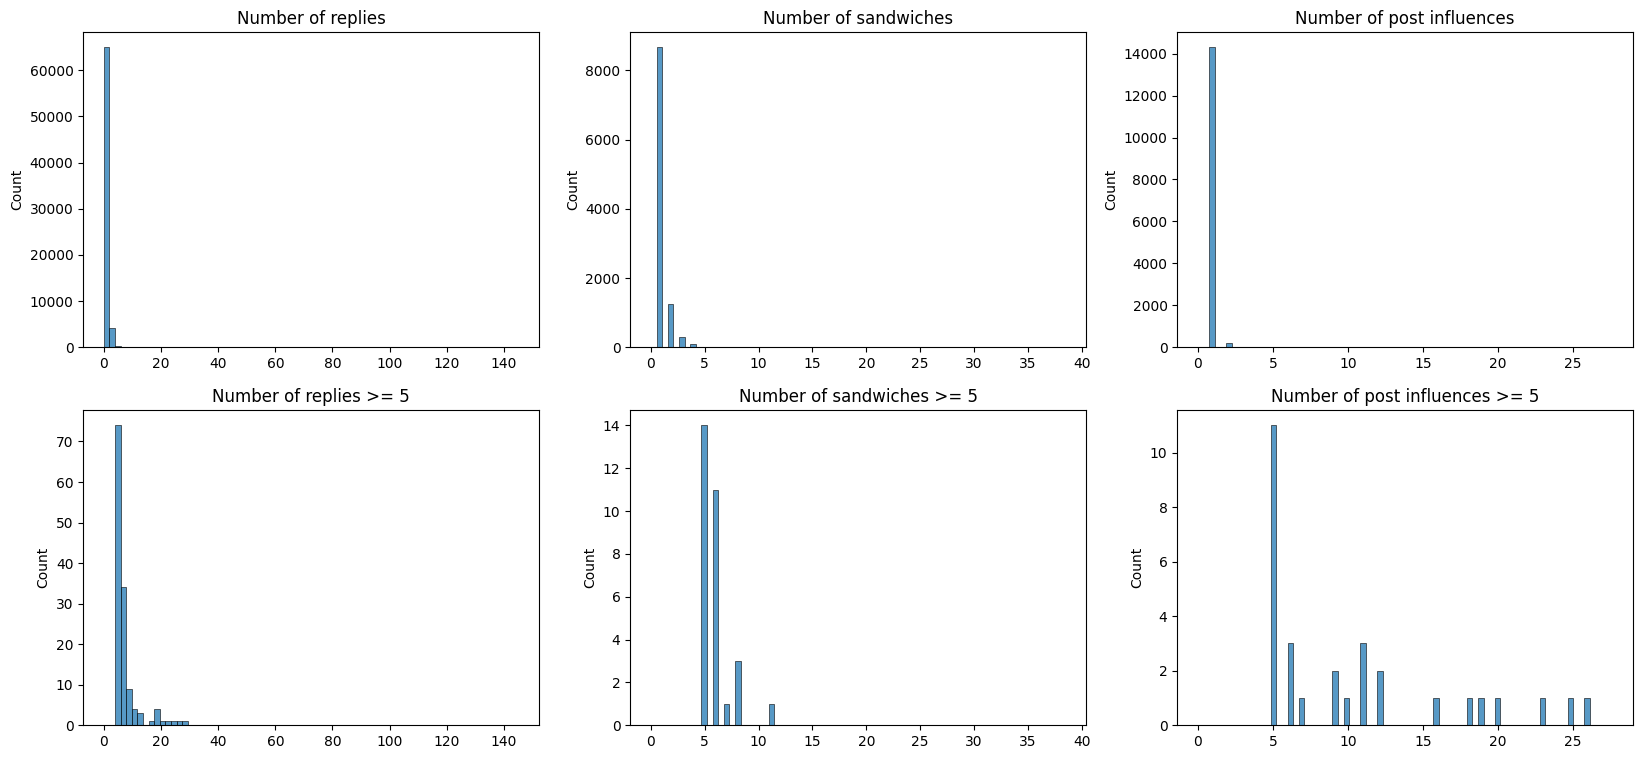 Number of replies
Count
60000
50000
40000
30000
20000
10000
0
0 20 40 60 80 100 120 140
Number of sandwiches
Count
8000
6000
4000
2000
0
0 5 10 15 20 25 30 35 40
Number of post influences
Count
14000
12000
10000
8000
6000
4000
2000
0
0 5 10 15 20 25
Number of replies >= 5
Count
70
60
50
40
30
20
10
0
0 20 40 60 80 100 120 140
Number of sandwiches >= 5
Count
14
12
10
8
6
4
2
0
0 5 10 15 20 25 30 35 40
Number of post influences >= 5
Count
10
8
6
4
2
0
0 5 10 15 20 25